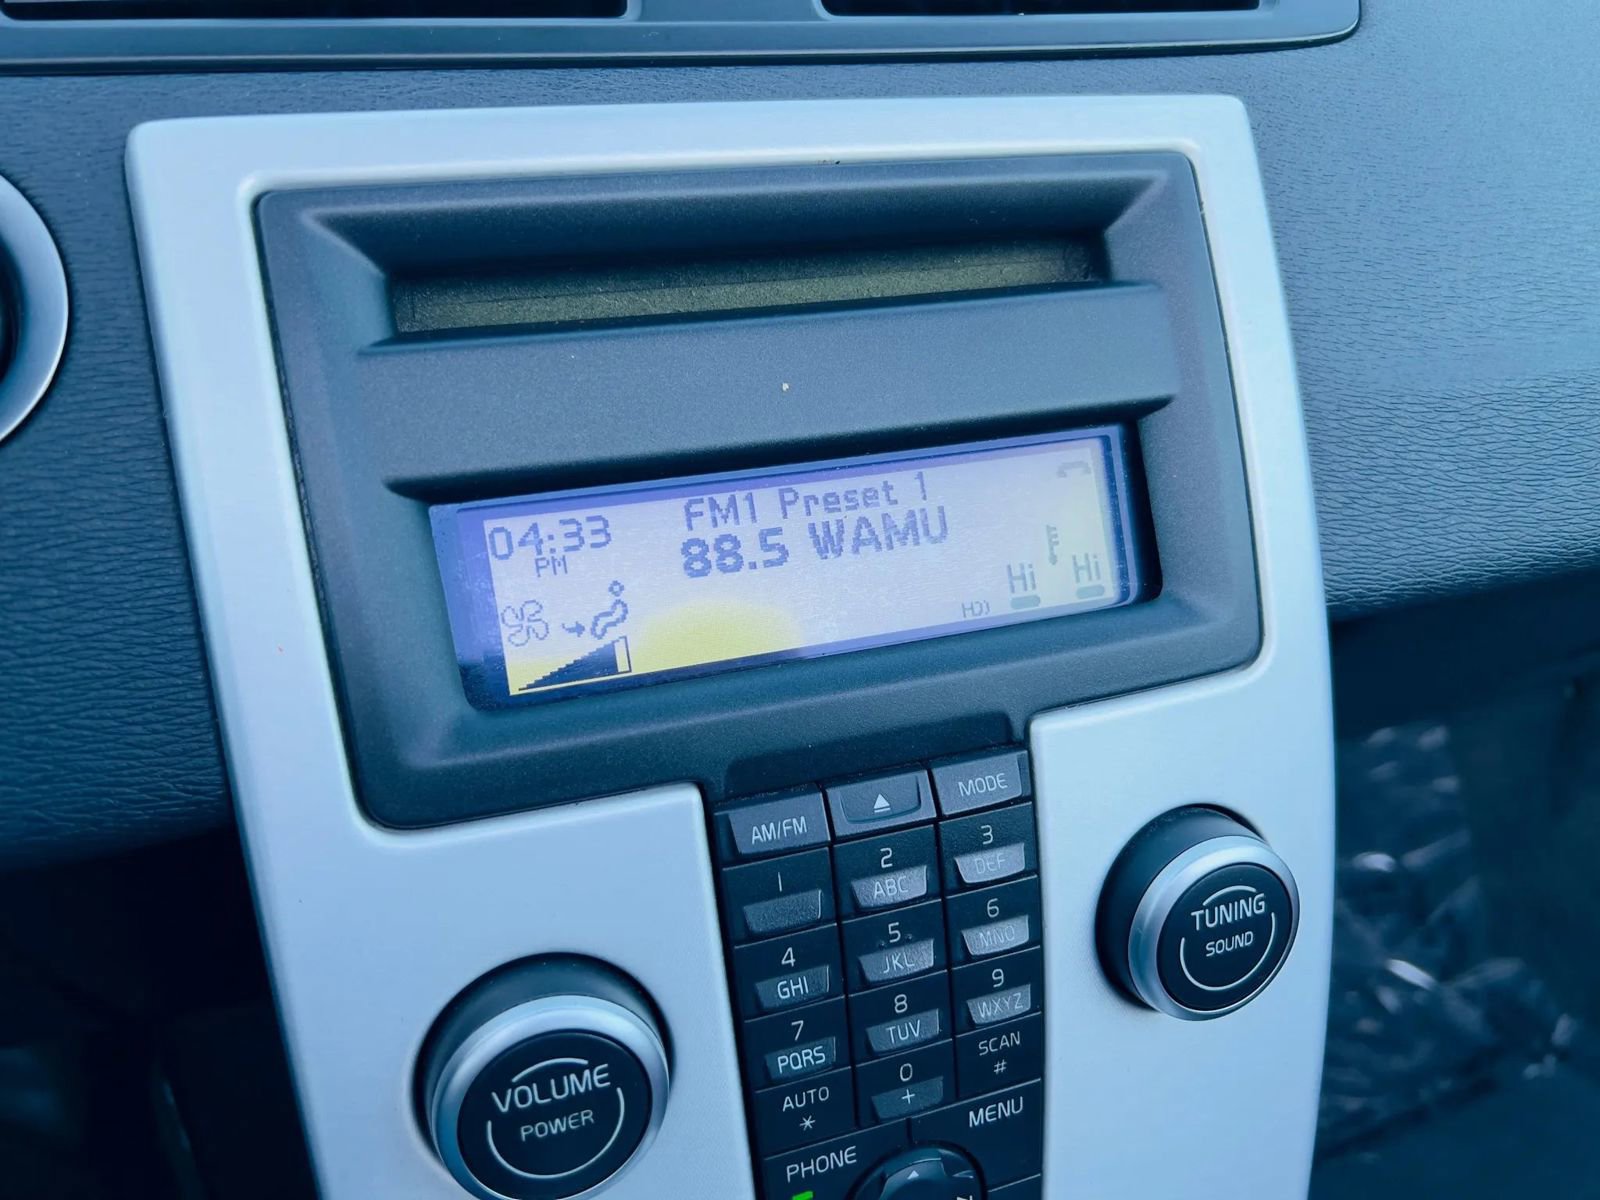 04:33
PM
FM1 Preset 1
88.5 WAMU
HD
Hi
Hi
AM/FM
MODE
1
2
ABC
3
DEF
4
GHI
5
JKL
6
MNO
7
PQRS
8
TUV
9
WXYZ
AUTO
*
0
+
SCAN
#
PHONE
MENU
VOLUME
POWER
TUNING
SOUND